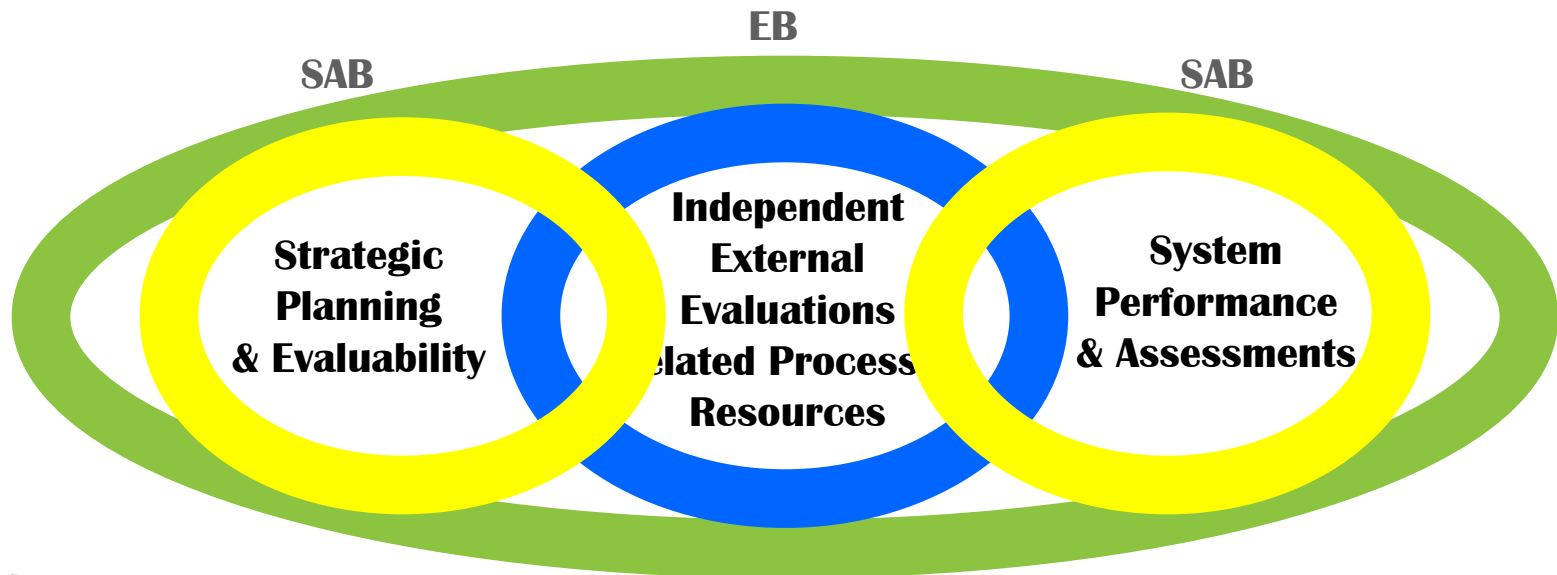 EB
SAB
SAB
Strategic
Planning
& Evaluability
Independent
External
Evaluations
elated Process
Resources
System
Performance
& Assessments